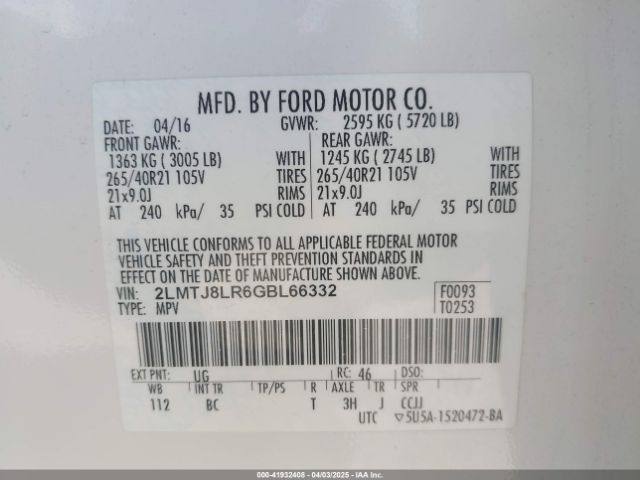 MFD. BY FORD MOTOR CO.
DATE: 04/16 GVWR: 2595 KG ( 5720 LB)
FRONT GAWR: REAR GAWR:
1363 KG ( 3005 LB) WITH 1245 KG ( 2745 LB) WITH
265/40R21 105V TIRES 265/40R21 105V TIRES
21x9.0J RIMS 21x9.0J RIMS
AT 240 kPa/ 35 PSI COLD AT 240 kPa/ 35 PSI COLD
THIS VEHICLE CONFORMS TO ALL APPLICABLE FEDERAL MOTOR
VEHICLE SAFETY AND THEFT PREVENTION STANDARDS IN
EFFECT ON THE DATE OF MANUFACTURE SHOWN ABOVE.
VIN: 2LMTJ8LR6GBL66332 F0093
TYPE: MPV T0253
EXT PNT: UG RC: 46 DSO:
WB INT TR TP/PS R AXLE TR SPR
112 BC T 3H J CCJJ
UTC ▽5U5A-1520472-BA
000-41932408 - 04/03/2025 - IAAI.com